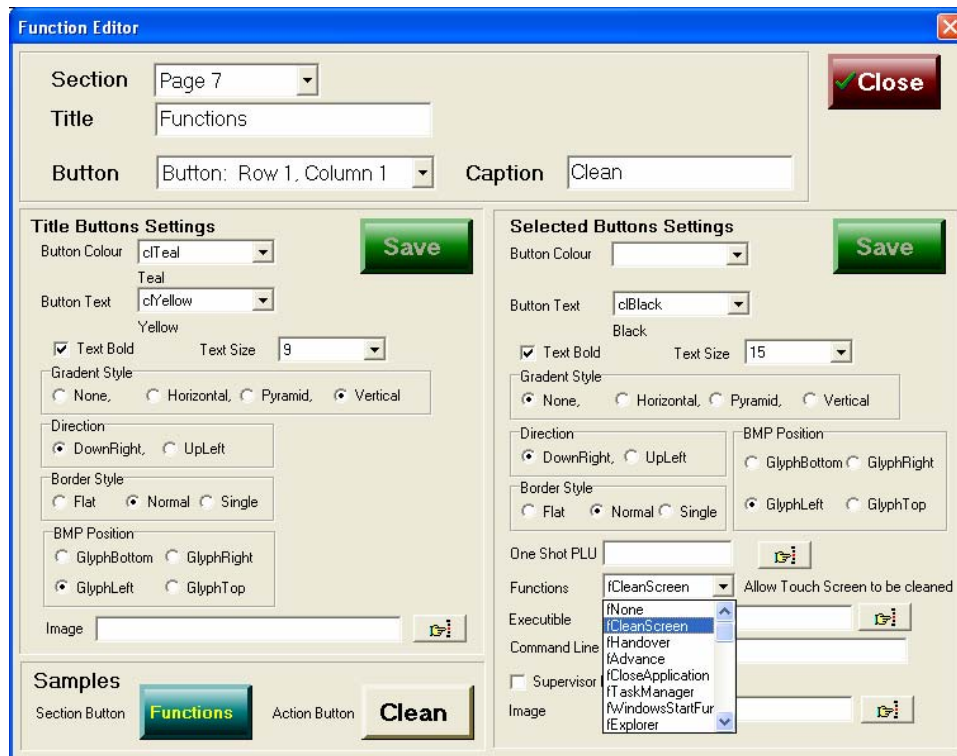 Function Editor
Section Page 7
Close
Title Functions
Button Button: Row 1, Column 1 Caption Clean
Title Buttons Settings
Save
Button Colour clTeal
Teal
Button Text clYellow
Yellow
Text Bold Text Size 9
Gradent Style
None, Horizontal, Pyramid, Vertical
Direction
DownRight, UpLeft
Border Style
Flat Normal Single
BMP Position
GlyphBottom GlyphRight
GlyphLeft GlyphTop
Image
Samples
Section Button Functions Action Button Clean
Selected Buttons Settings
Save
Button Colour
Button Text clBlack
Black
Text Bold Text Size 15
Gradent Style
None, Horizontal, Pyramid, Vertical
Direction
DownRight, UpLeft
Border Style
Flat Normal Single
BMP Position
GlyphBottom GlyphRight
GlyphLeft GlyphTop
One Shot PLU
Functions fCleanScreen Allow Touch Screen to be cleaned
Executible
Command Line
Supervisor
Image
fNone
fCleanScreen
fHandover
fAdvance
fCloseApplication
fTaskManager
fWindowsStartFur
fExplorer